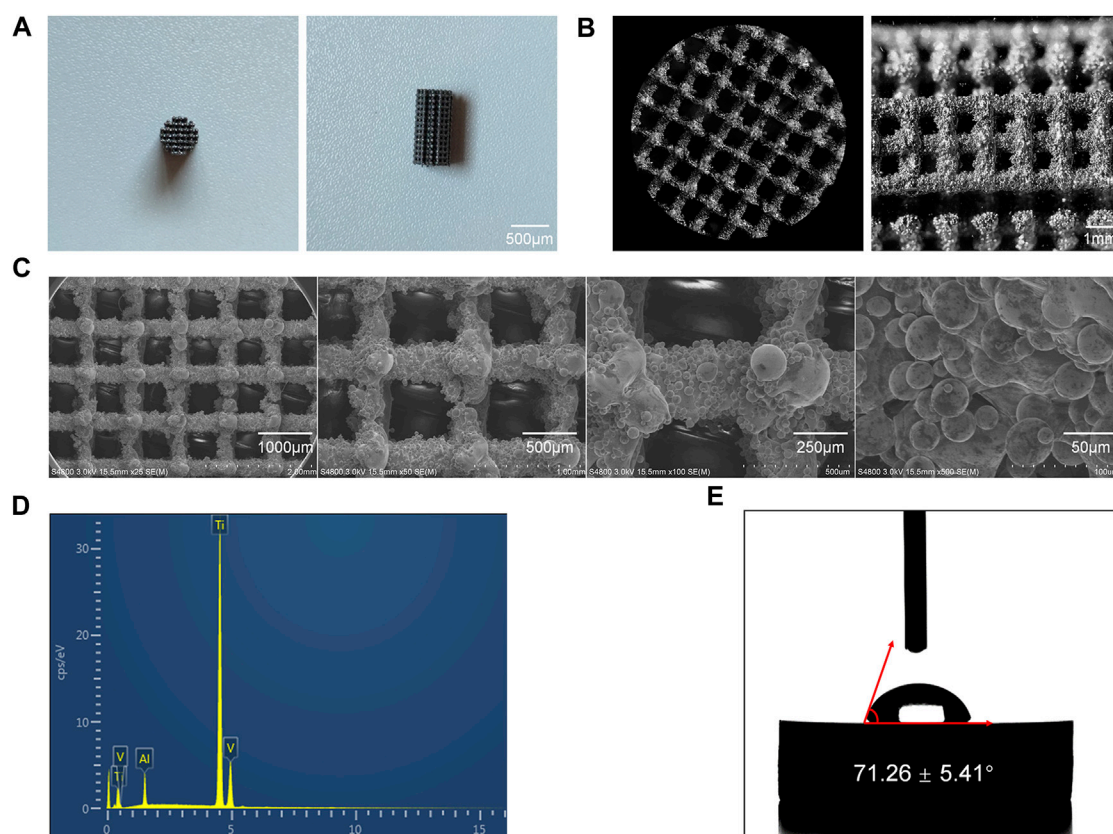 A
B
500μm
1mm
C
1000μm
500μm
250μm
50μm
S4800 3.0kV 15.5mm x25 SE(M)
2.00mm
S4800 3.0kV 15.5mm x50 SE(M)
1.00mm
S4800 3.0kV 15.5mm x100 SE(M)
500um
S4800 3.0kV 15.5mm x500 SE(M)
100um
D
E
Ti
30
20
10
0
cps/eV
V
Al
V
0
5
10
15
71.26 ± 5.41°